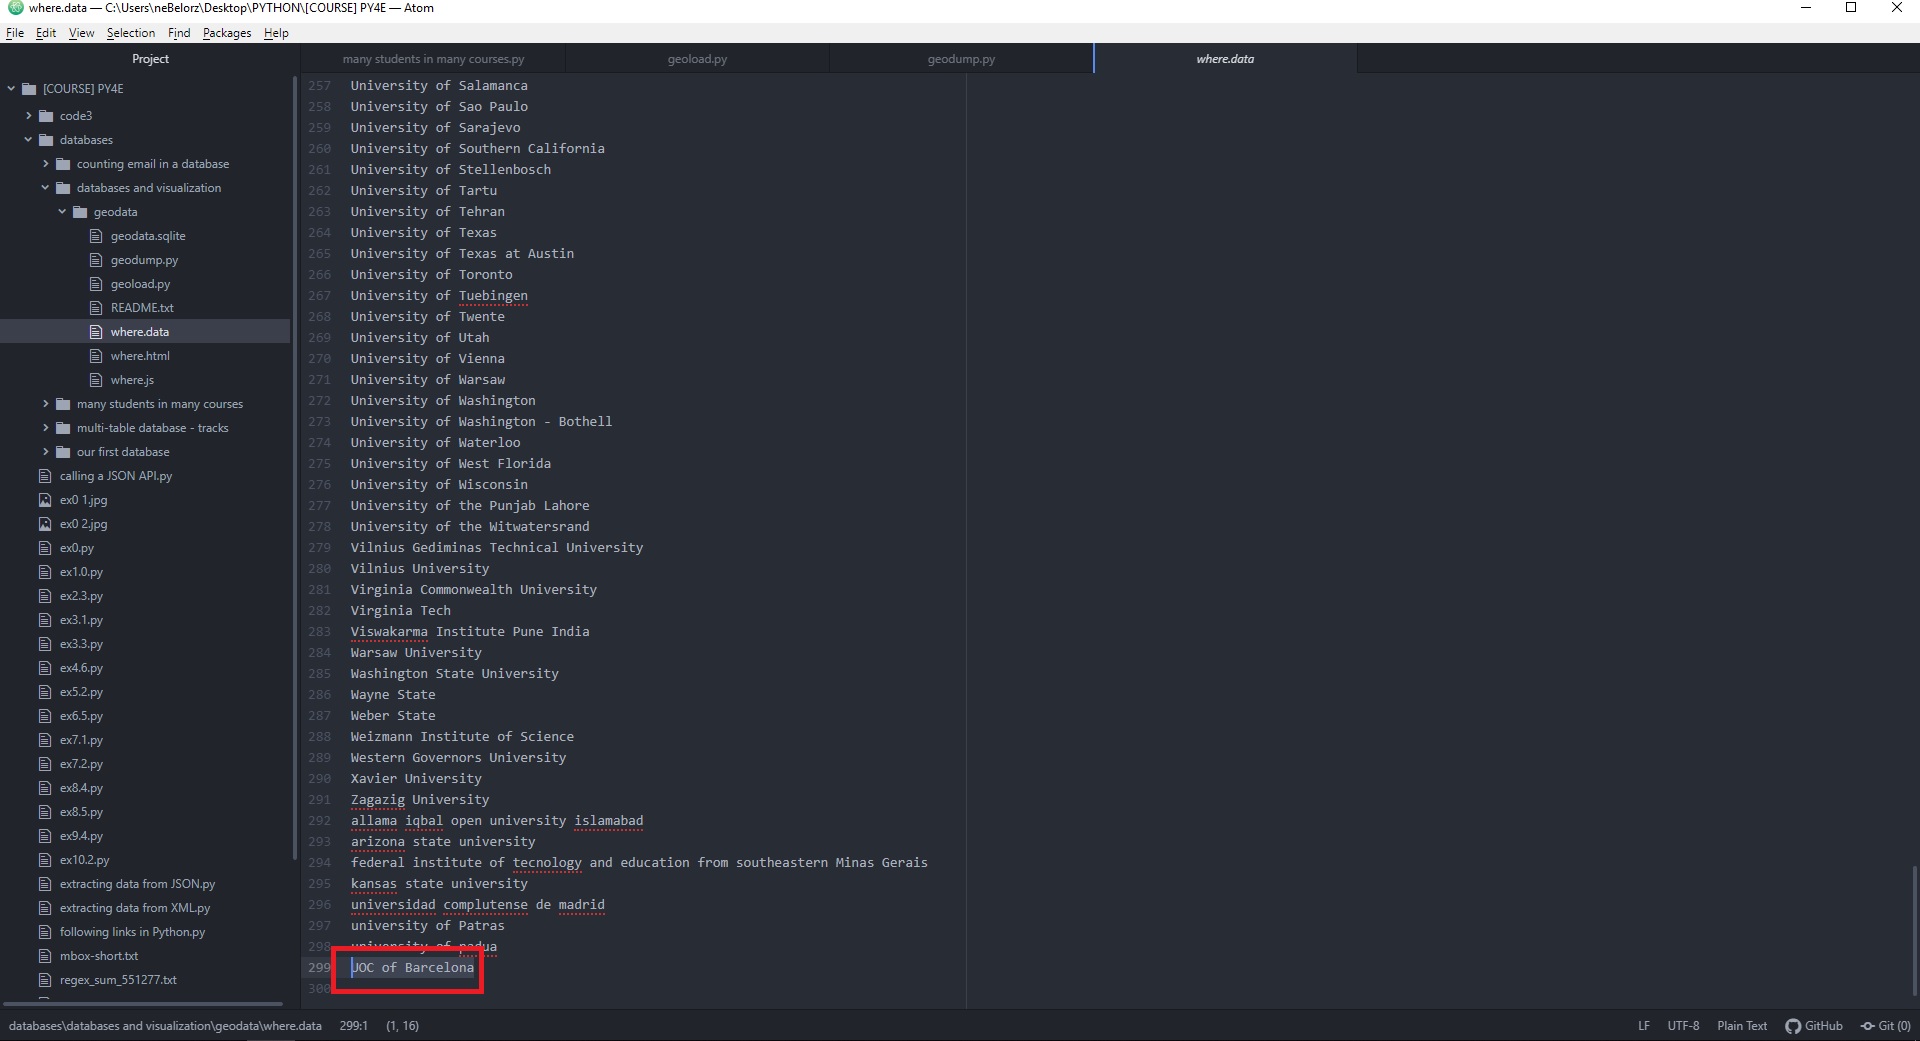 where.data — C:\Users\neBelorz\Desktop\PYTHON\[COURSE] PY4E — Atom
File Edit View Selection Find Packages Help
Project
[COURSE] PY4E
code3
databases
counting email in a database
databases and visualization
geodata
geodata.sqlite
geodump.py
geoload.py
README.txt
where.data
where.html
where.js
many students in many courses
multi-table database - tracks
our first database
calling a JSON API.py
ex0 1.jpg
ex0 2.jpg
ex0.py
ex1.0.py
ex2.3.py
ex3.1.py
ex3.3.py
ex4.6.py
ex5.2.py
ex6.5.py
ex7.1.py
ex7.2.py
ex8.4.py
ex8.5.py
ex9.4.py
ex10.2.py
extracting data from JSON.py
extracting data from XML.py
following links in Python.py
mbox-short.txt
regex_sum_551277.txt
many students in many courses.py geoload.py geodump.py where.data
257 University of Salamanca
258 University of Sao Paulo
259 University of Sarajevo
260 University of Southern California
261 University of Stellenbosch
262 University of Tartu
263 University of Tehran
264 University of Texas
265 University of Texas at Austin
266 University of Toronto
267 University of Tuebingen
268 University of Twente
269 University of Utah
270 University of Vienna
271 University of Warsaw
272 University of Washington
273 University of Washington - Bothell
274 University of Waterloo
275 University of West Florida
276 University of Wisconsin
277 University of the Punjab Lahore
278 University of the Witwatersrand
279 Vilnius Gediminas Technical University
280 Vilnius University
281 Virginia Commonwealth University
282 Virginia Tech
283 Viswakarma Institute Pune India
284 Warsaw University
285 Washington State University
286 Wayne State
287 Weber State
288 Weizmann Institute of Science
289 Western Governors University
290 Xavier University
291 Zagazig University
292 allama iqbal open university islamabad
293 arizona state university
294 federal institute of tecnology and education from southeastern Minas Gerais
295 kansas state university
296 universidad complutense de madrid
297 university of Patras
298 university of padua
299 UOC of Barcelona
300
databases\databases and visualization\geodata\where.data 299:1 (1, 16) LF UTF-8 Plain Text GitHub Git (0)